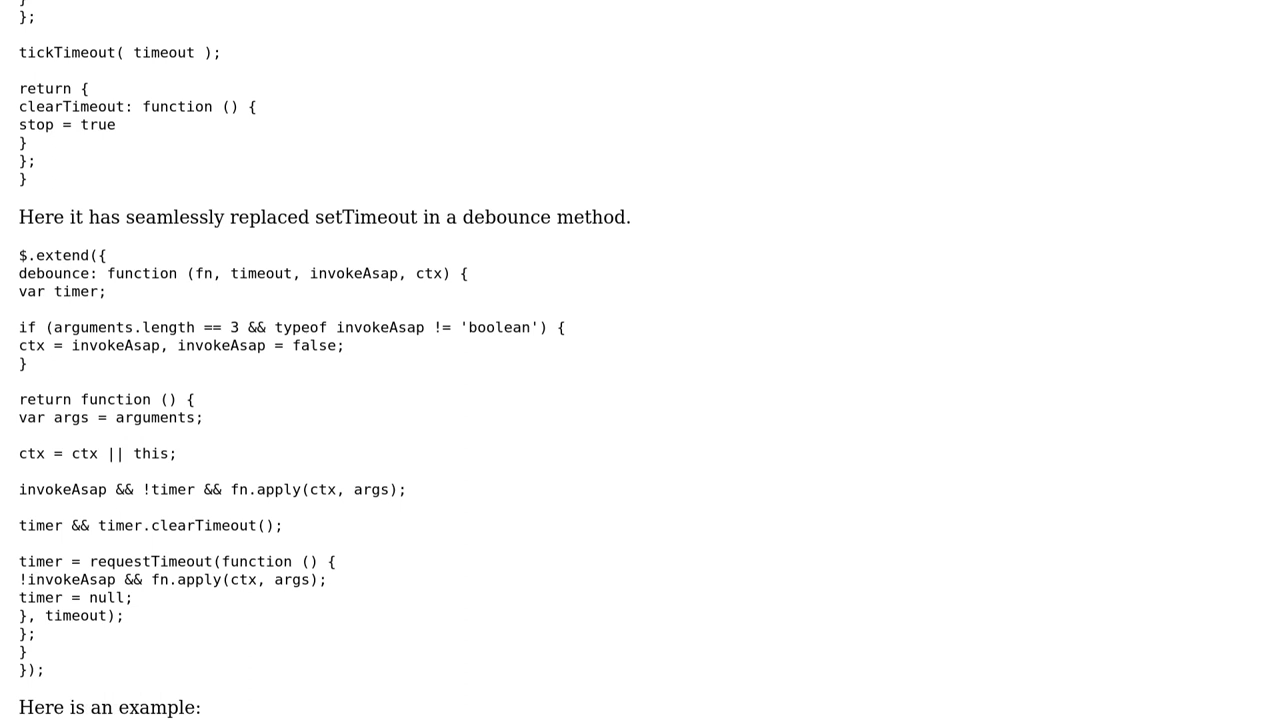 };
tickTimeout( timeout );
return {
clearTimeout: function () {
stop = true
}
};
}
Here it has seamlessly replaced setTimeout in a debounce method.
$.extend({
debounce: function (fn, timeout, invokeAsap, ctx) {
var timer;
if (arguments.length == 3 && typeof invokeAsap != 'boolean') {
ctx = invokeAsap, invokeAsap = false;
}
return function () {
var args = arguments;
ctx = ctx || this;
invokeAsap && !timer && fn.apply(ctx, args);
timer && timer.clearTimeout();
timer = requestTimeout(function () {
!invokeAsap && fn.apply(ctx, args);
timer = null;
}, timeout);
};
}
});
Here is an example: